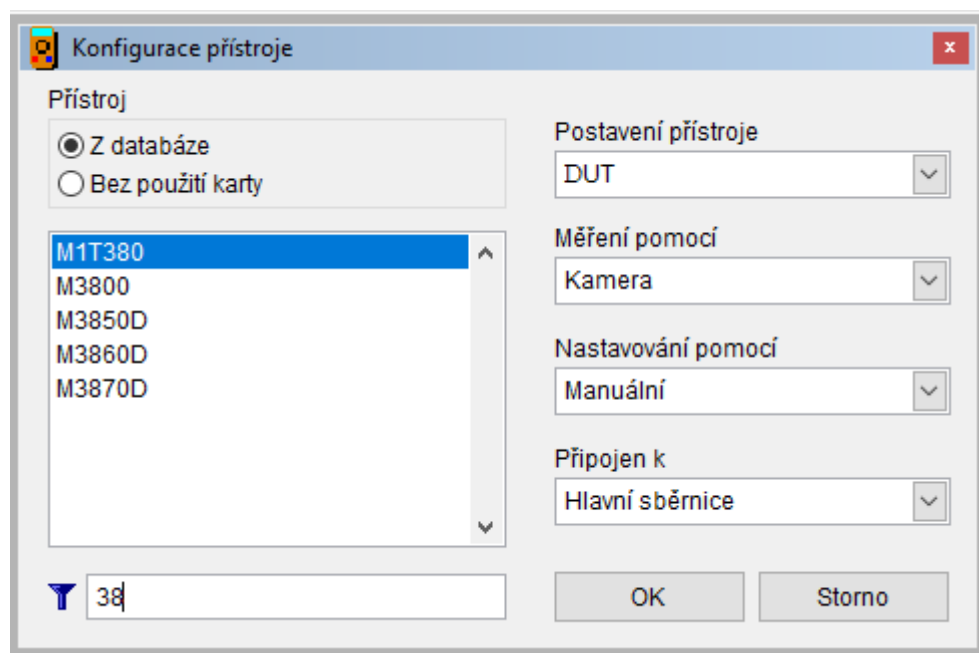 Konfigurace přístroje
Přístroj
Z databáze
Bez použití karty
M1T380
M3800
M3850D
M3860D
M3870D
38
Postavení přístroje
DUT
Měření pomocí
Kamera
Nastavování pomocí
Manuální
Připojen k
Hlavní sběrnice
OK
Storno